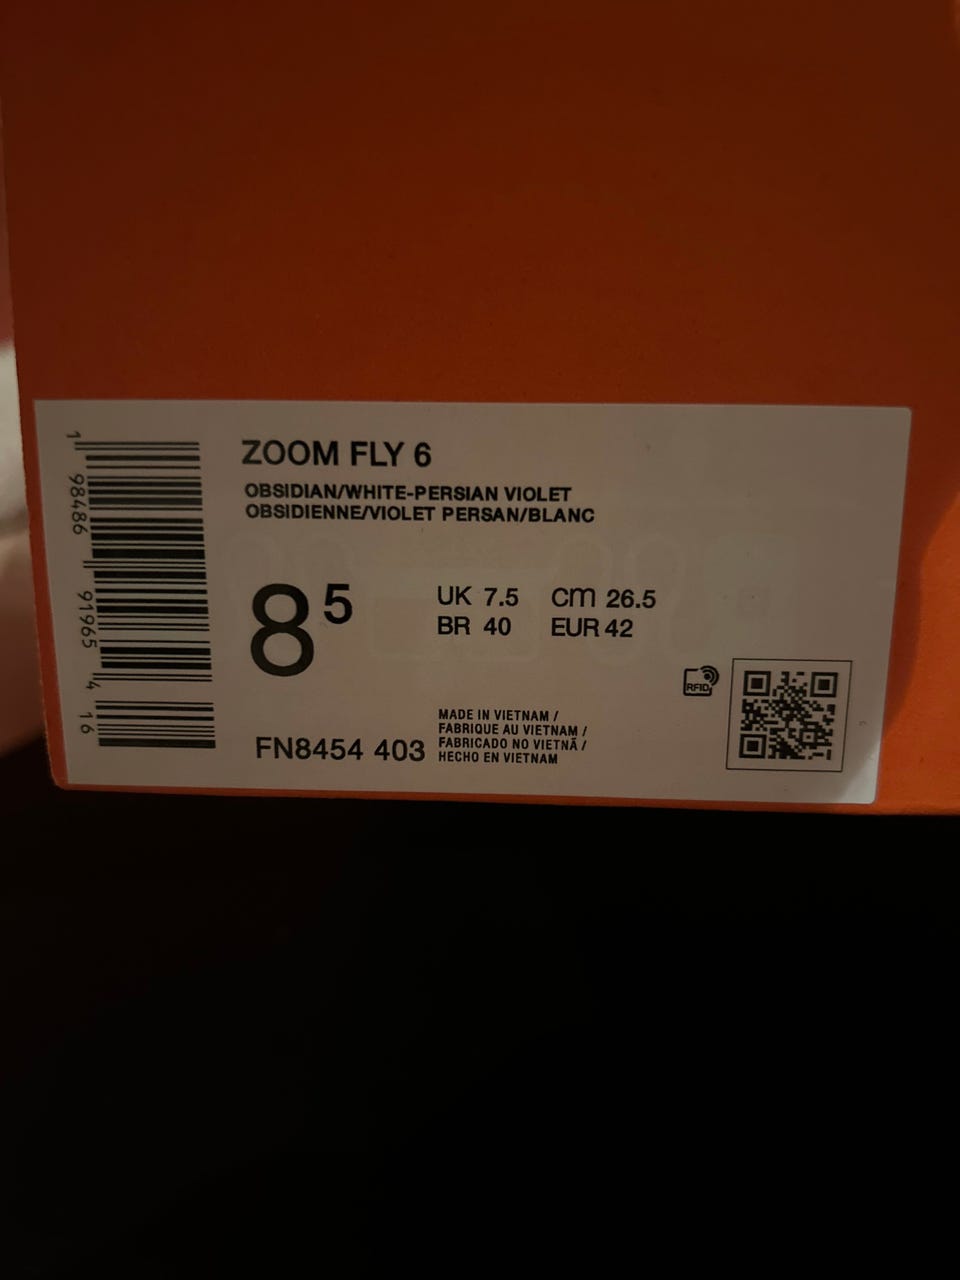 ZOOM FLY 6
OBSIDIAN/WHITE-PERSIAN VIOLET
OBSIDIENNE/VIOLET PERSAN/BLANC
8⁵
UK 7.5 CM 26.5
BR 40 EUR 42
RFID
MADE IN VIETNAM /
FABRIQUE AU VIETNAM /
FABRICADO NO VIETNÃ /
HECHO EN VIETNAM
FN8454 403
1 98486 91965 4 16